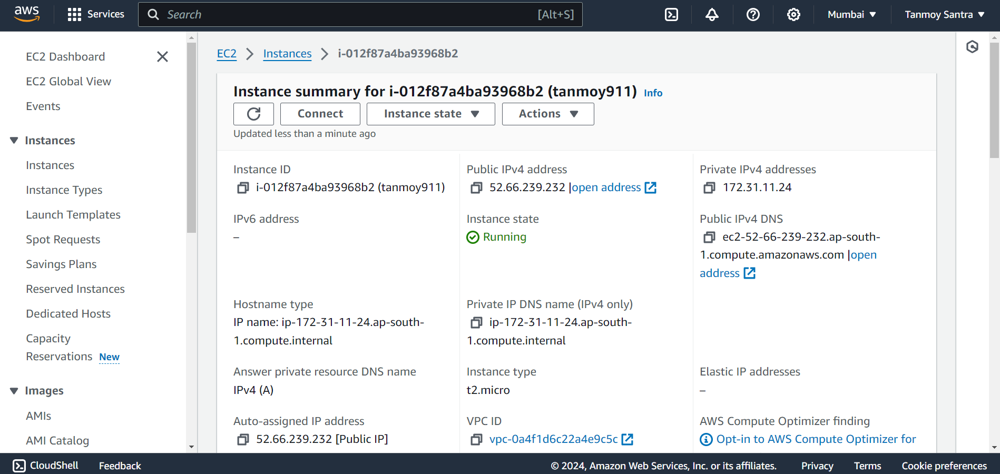 aws
Services
Search
[Alt+S]
Mumbai
Tanmoy Santra
EC2 Dashboard
EC2 Global View
Events
Instances
Instances
Instance Types
Launch Templates
Spot Requests
Savings Plans
Reserved Instances
Dedicated Hosts
Capacity
Reservations New
Images
AMIs
AMI Catalog
EC2 > Instances > i-012f87a4ba93968b2
Instance summary for i-012f87a4ba93968b2 (tanmoy911) Info
Connect
Instance state
Actions
Updated less than a minute ago
Instance ID
i-012f87a4ba93968b2 (tanmoy911)
Public IPv4 address
52.66.239.232 |open address
Private IPv4 addresses
172.31.11.24
IPv6 address
–
Instance state
Running
Public IPv4 DNS
ec2-52-66-239-232.ap-south-
1.compute.amazonaws.com |open
address
Hostname type
IP name: ip-172-31-11-24.ap-south-
1.compute.internal
Private IP DNS name (IPv4 only)
ip-172-31-11-24.ap-south-
1.compute.internal
Answer private resource DNS name
IPv4 (A)
Instance type
t2.micro
Elastic IP addresses
–
Auto-assigned IP address
52.66.239.232 [Public IP]
VPC ID
vpc-0a4f1d6c22a4e9c5c
AWS Compute Optimizer finding
Opt-in to AWS Compute Optimizer for
CloudShell
Feedback
© 2024, Amazon Web Services, Inc. or its affiliates.
Privacy
Terms
Cookie preferences